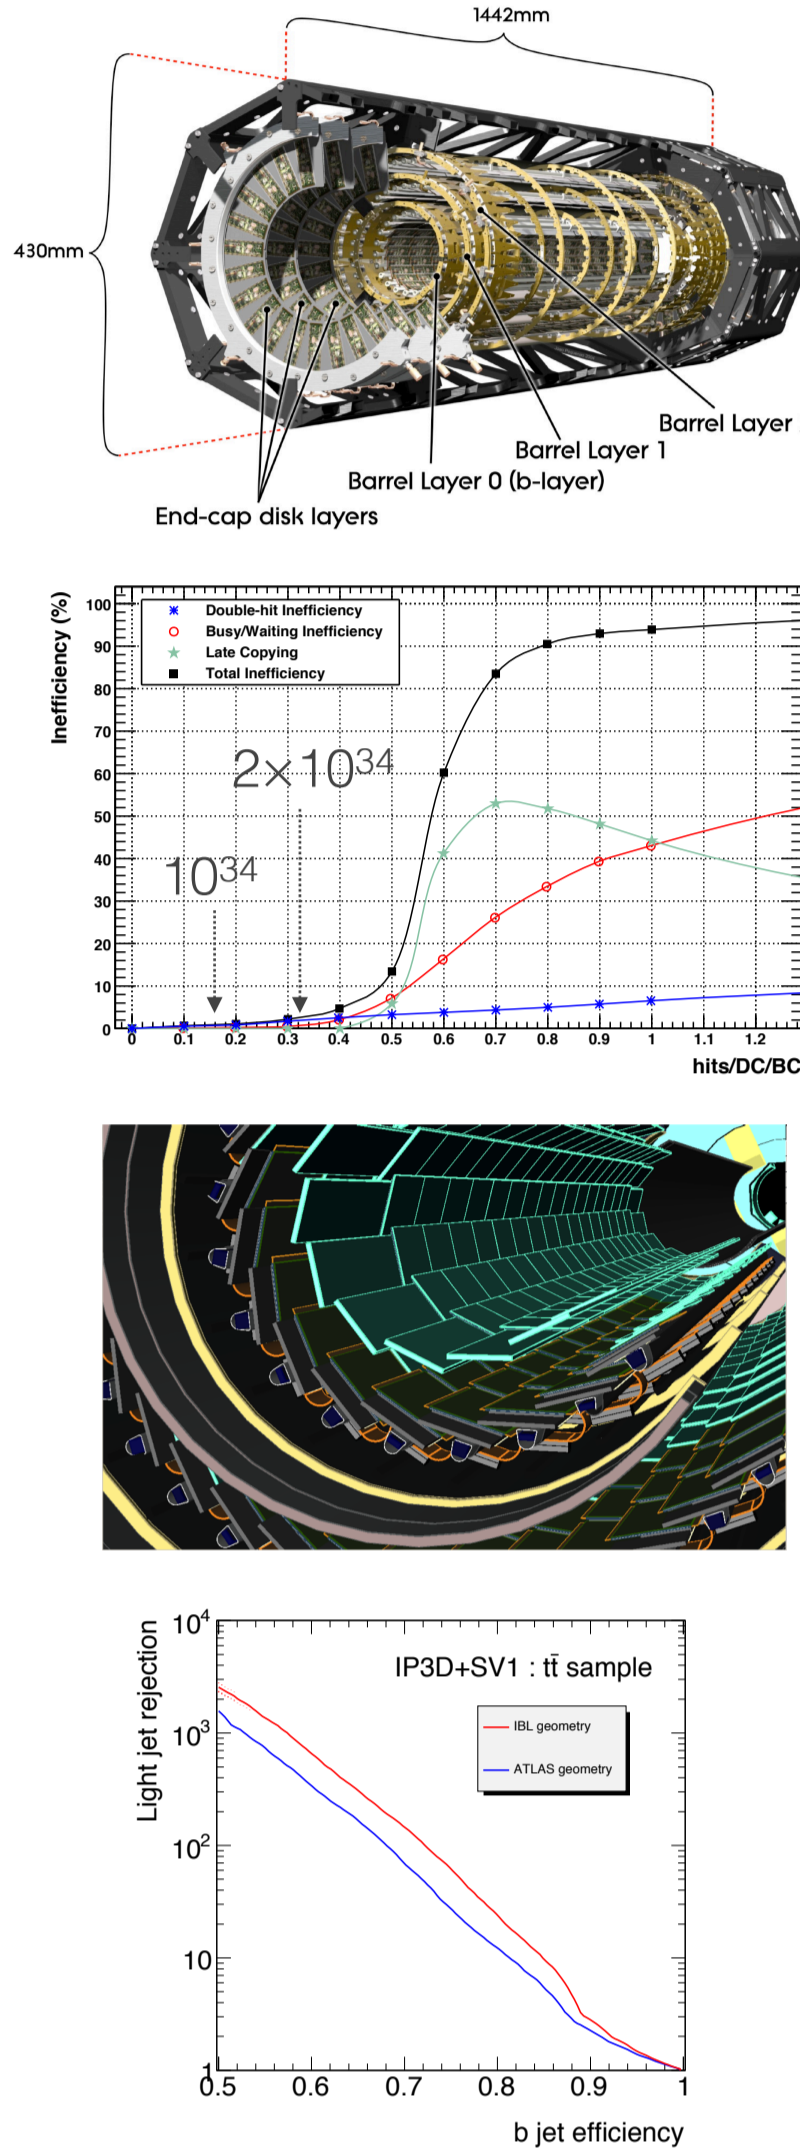 1442mm
430mm
Barrel Layer
Barrel Layer 1
Barrel Layer 0 (b-layer)
End-cap disk layers
Inefficiency (%)
100
90
80
70
60
50
40
30
20
10
0
Double-hit Inefficiency
Busy/Waiting Inefficiency
Late Copying
Total Inefficiency
2×10³⁴
10³⁴
0 0.1 0.2 0.3 0.4 0.5 0.6 0.7 0.8 0.9 1 1.1 1.2
hits/DC/BC
Light jet rejection
10⁴
10³
10²
10
1
IP3D+SV1 : tt̄ sample
IBL geometry
ATLAS geometry
0.5 0.6 0.7 0.8 0.9 1
b jet efficiency